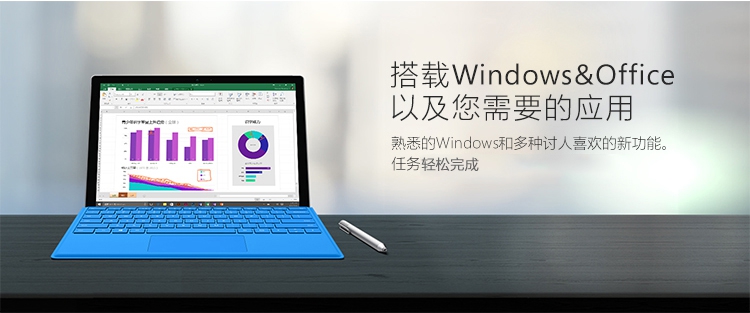 搭载Windows&Office
以及您需要的应用
熟悉的Windows和多种讨人喜欢的新功能。
任务轻松完成